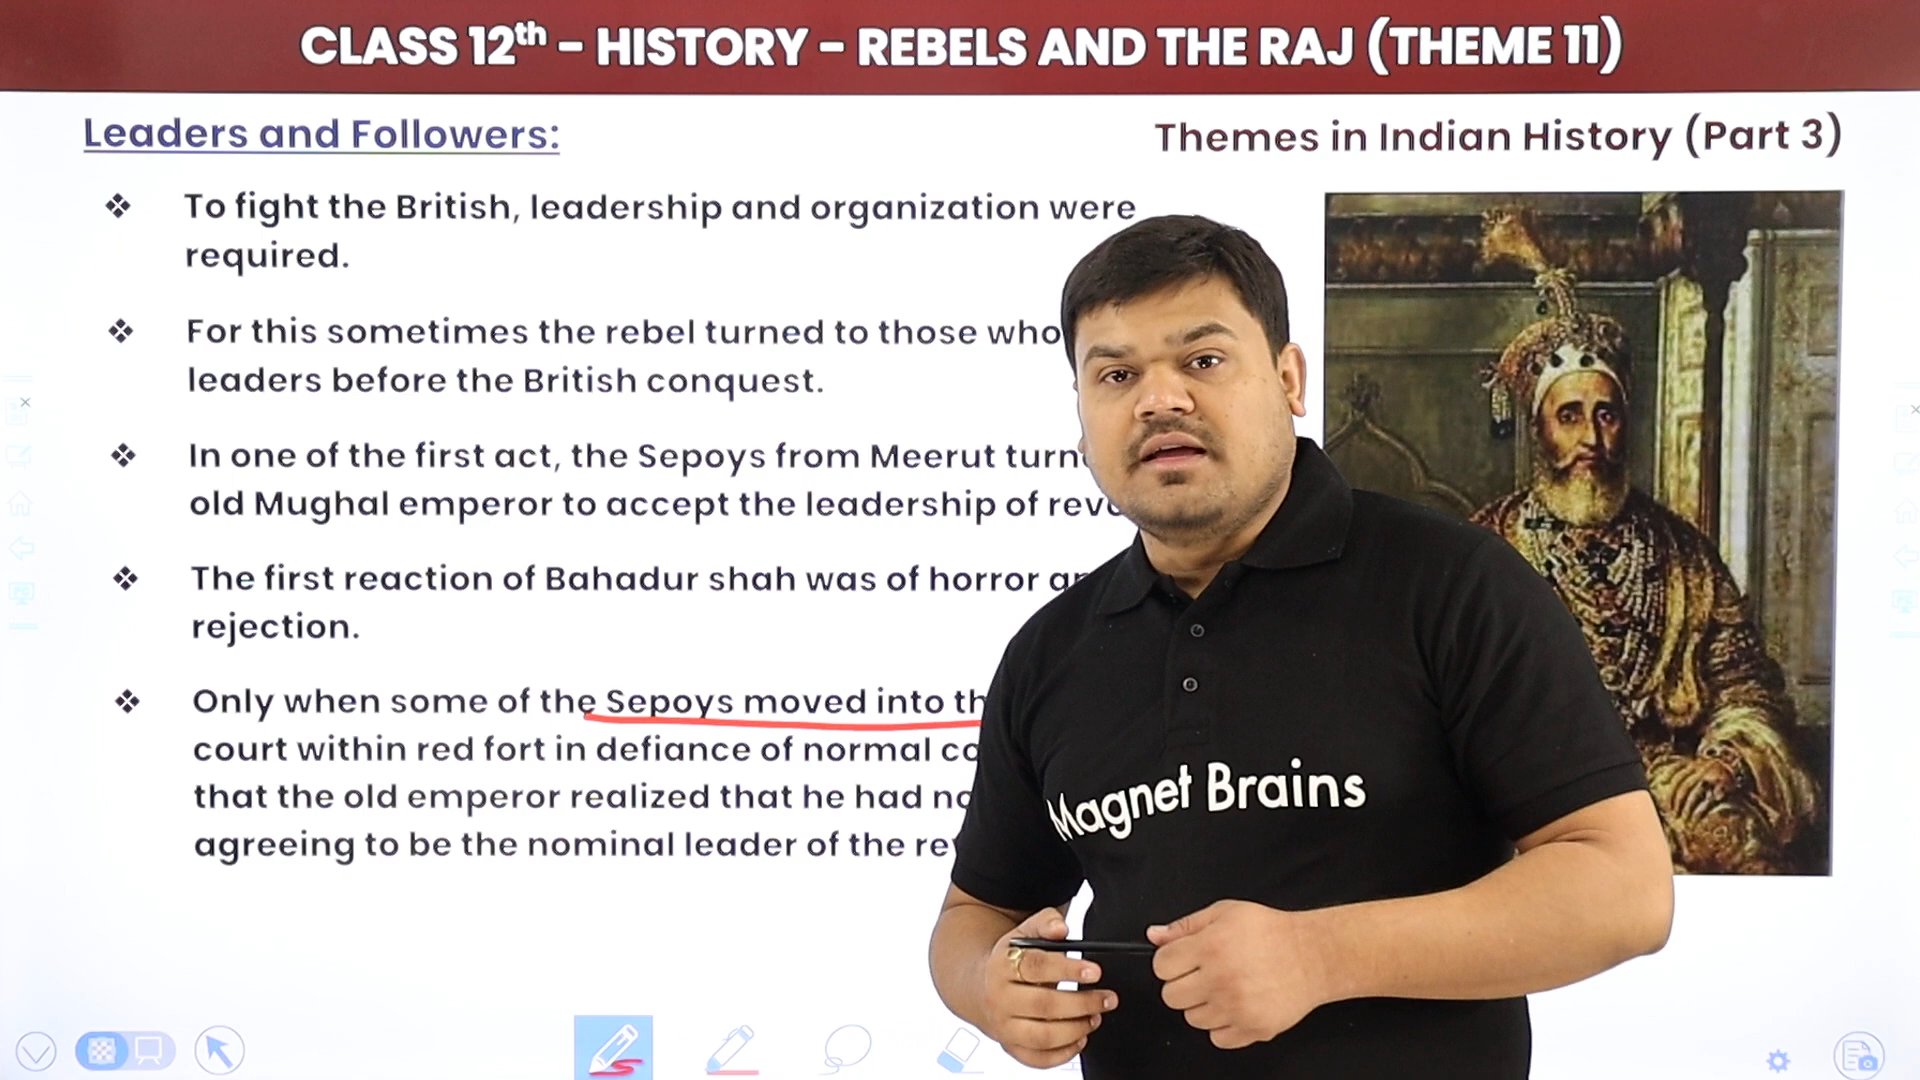 CLASS 12th - HISTORY - REBELS AND THE RAJ (THEME 11)
Leaders and Followers:
Themes in Indian History (Part 3)
❖ To fight the British, leadership and organization were
required.
❖ For this sometimes the rebel turned to those who
leaders before the British conquest.
❖ In one of the first act, the Sepoys from Meerut
old Mughal emperor to accept the leadership of
❖ The first reaction of Bahadur shah was of horror
rejection.
❖ Only when some of the Sepoys moved into
court within red fort in defiance of normal
that the old emperor realized that he had
agreeing to be the nominal leader of the
Magnet Brains